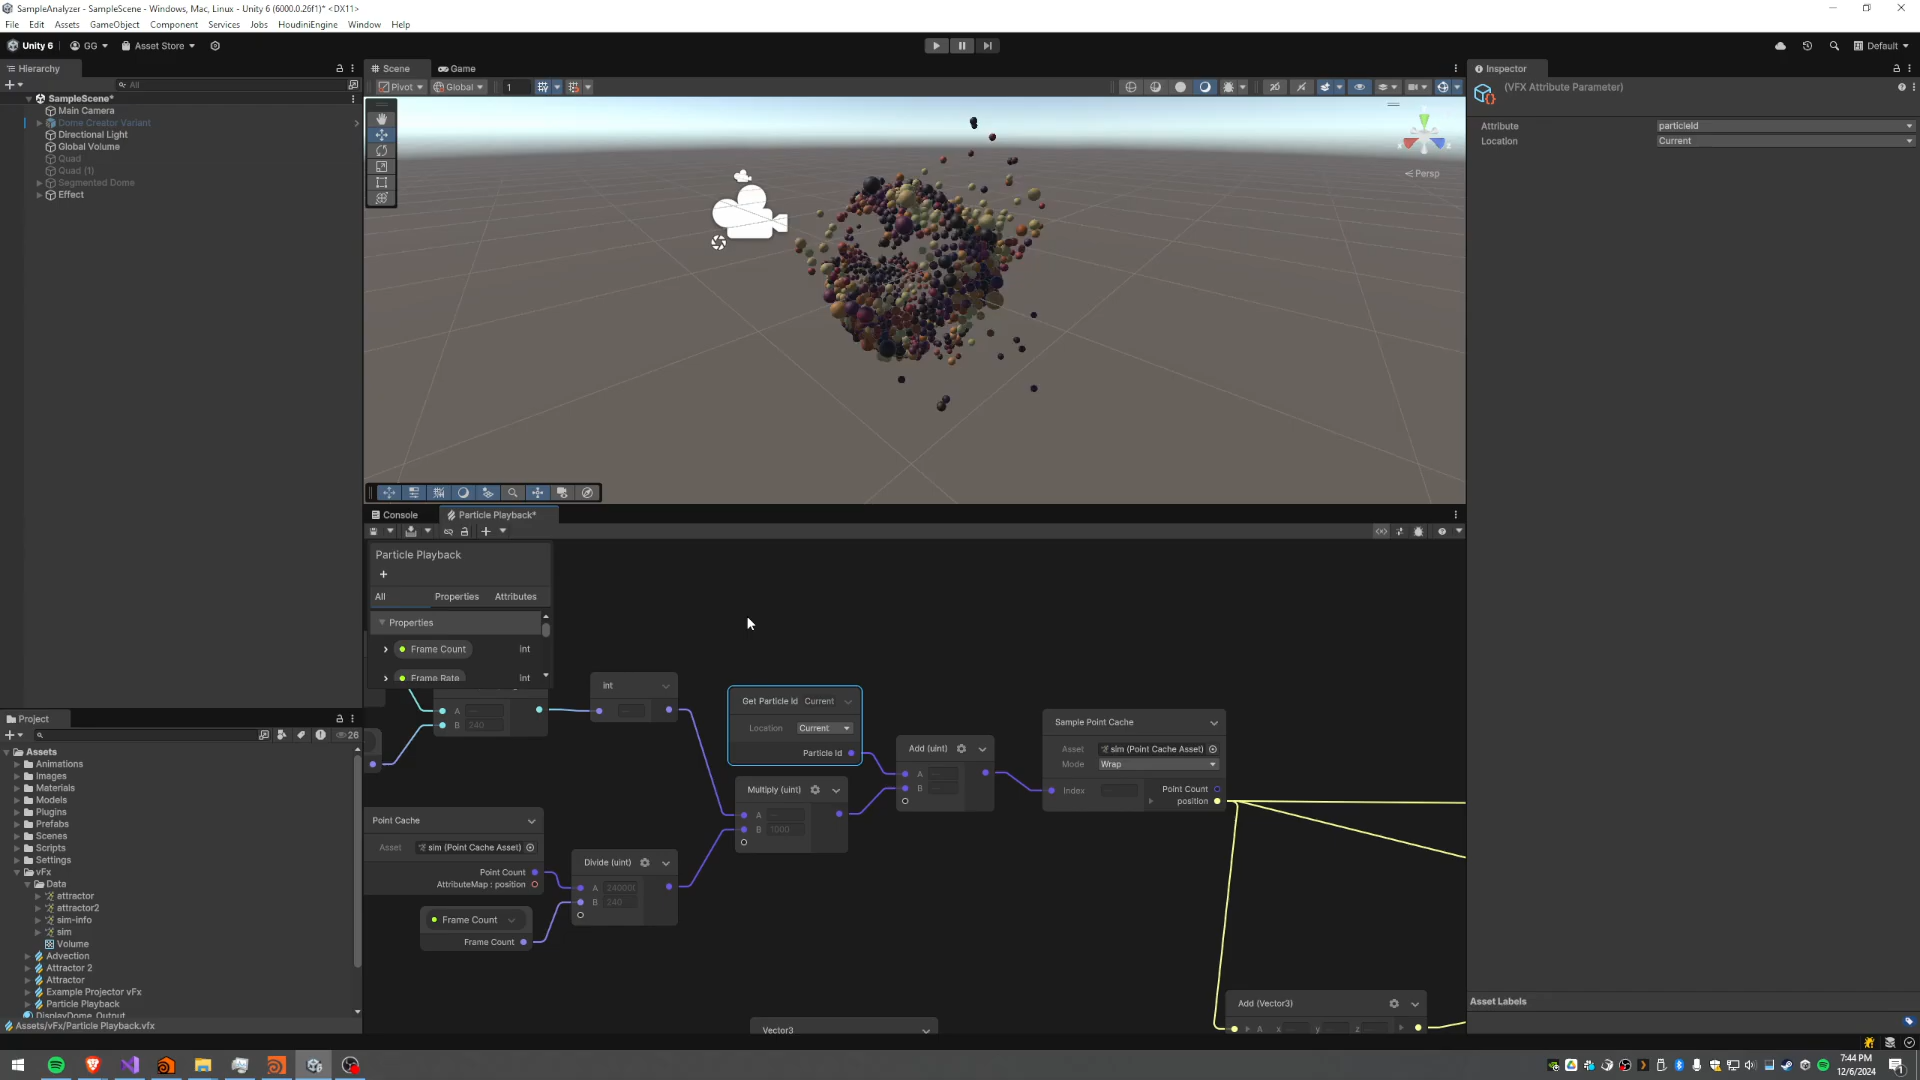 SampleAnalyzer - SampleScene - Windows, Mac, Linux - Unity 6 (6000.0.26f1)* <DX11>
File Edit Assets GameObject Component Services Jobs HoudiniEngine Window Help
Unity 6 GG Asset Store Default
Hierarchy
All
SampleScene*
Main Camera
Dome Creator Variant
Directional Light
Global Volume
Quad
Quad (1)
Segmented Dome
Effect
Scene Game
Pivot Global 1
Persp
Console Particle Playback*
Particle Playback
All Properties Attributes
Properties
Frame Count int
Frame Rate int
A
B 240
int
Get Particle Id Current
Location Current
Particle Id
Add (uint)
A
B
Sample Point Cache
Asset sim (Point Cache Asset)
Mode Wrap
Index
Point Count
position
Multiply (uint)
A
B 1000
Point Cache
Asset sim (Point Cache Asset)
Point Count
AttributeMap : position
Divide (uint)
A 240000
B 240
Frame Count
Frame Count
Add (Vector3)
A x y z
Vector3
Inspector
(VFX Attribute Parameter)
Attribute particleId
Location Current
Asset Labels
Project
26
Assets
Animations
Images
Materials
Models
Plugins
Prefabs
Scenes
Scripts
Settings
vFx
Data
attractor
attractor2
sim-info
sim
Volume
Advection
Attractor 2
Attractor
Example Projector vFx
Particle Playback
DisplayDome_Output
Assets/vFx/Particle Playback.vfx
7:44 PM
12/6/2024